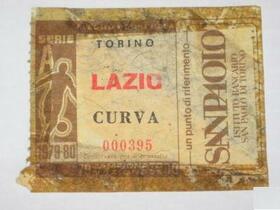 SERIE
A
1979-80
TORINO
LAZIO
CURVA
000395
un punto di riferimento
SANPAOLO
ISTITUTO BANCARIO
SAN PAOLO DI TORINO